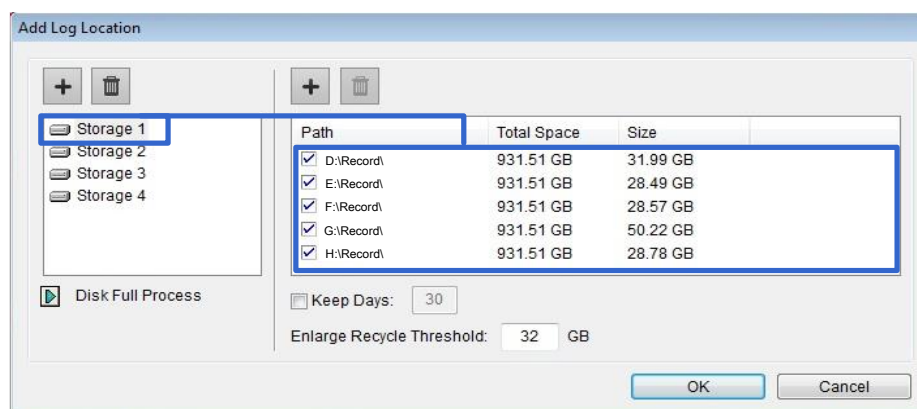 Add Log Location
Storage 1
Storage 2
Storage 3
Storage 4
Disk Full Process
Path Total Space Size
D:\Record\ 931.51 GB 31.99 GB
E:\Record\ 931.51 GB 28.49 GB
F:\Record\ 931.51 GB 28.57 GB
G:\Record\ 931.51 GB 50.22 GB
H:\Record\ 931.51 GB 28.78 GB
Keep Days: 30
Enlarge Recycle Threshold: 32 GB
OK Cancel